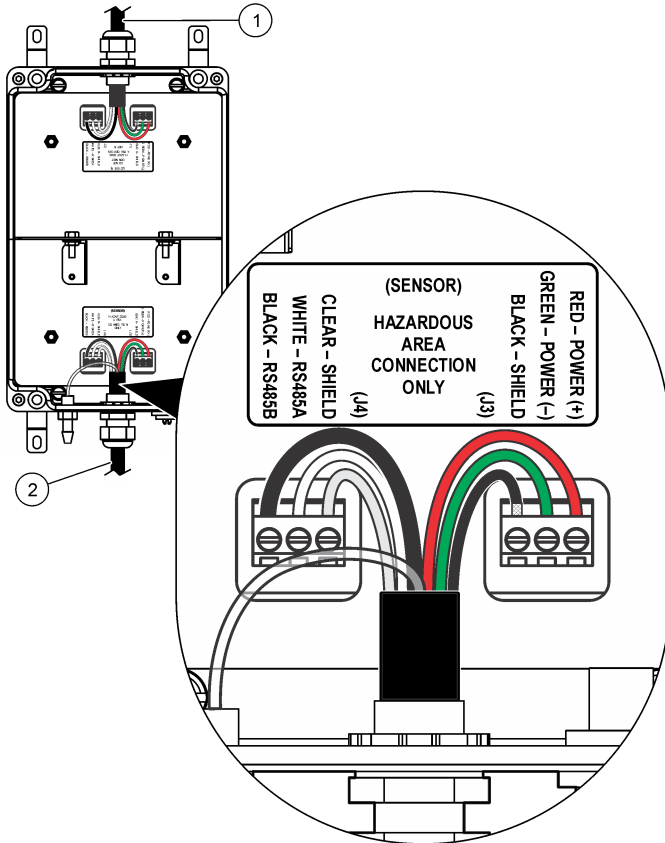 1
2
(SENSOR)
HAZARDOUS
AREA
CONNECTION
ONLY
BLACK – RS485B
WHITE – RS485A
CLEAR – SHIELD
(J4)
(J3)
BLACK – SHIELD
GREEN – POWER (–)
RED – POWER (+)